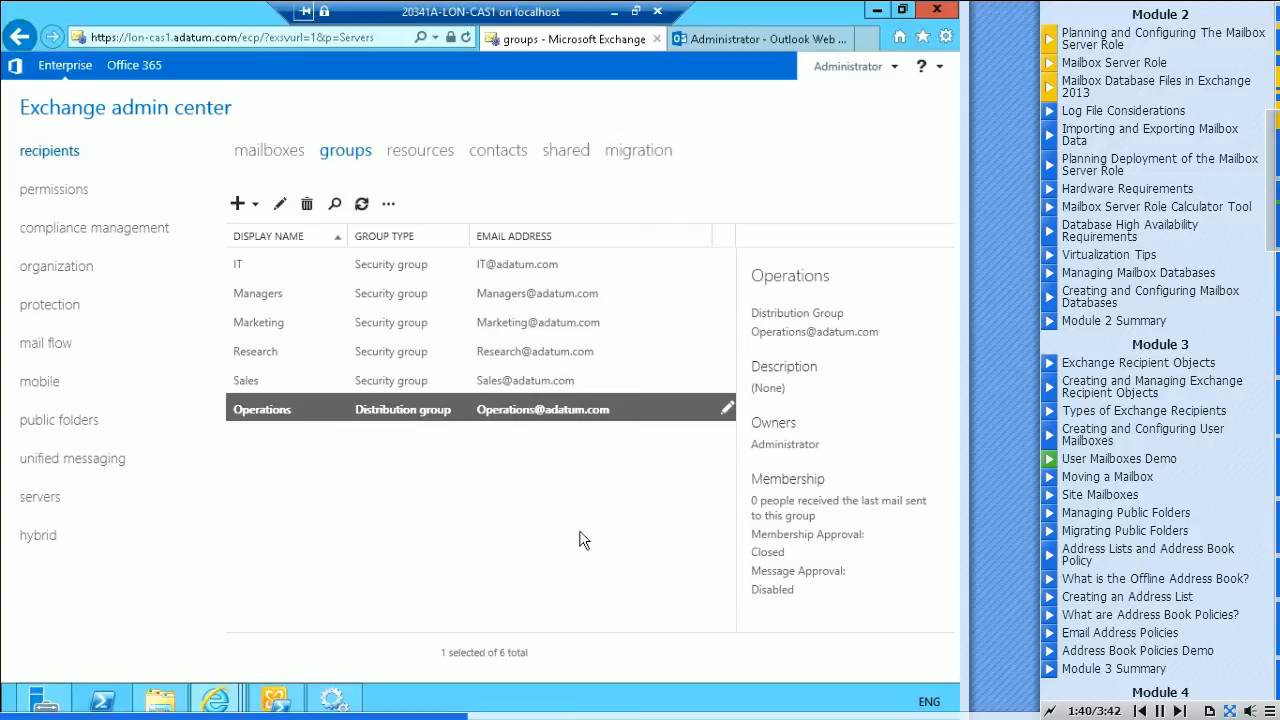 20341A-LON-CAS1 on localhost
https://lon-cas1.adatum.com/ecp/?exsvurl=1&p=Servers
groups - Microsoft Exchange
Administrator - Outlook Web ...
Enterprise
Office 365
Administrator
?
Exchange admin center
recipients
permissions
compliance management
organization
protection
mail flow
mobile
public folders
unified messaging
servers
hybrid
mailboxes groups resources contacts shared migration
DISPLAY NAME GROUP TYPE EMAIL ADDRESS
IT Security group IT@adatum.com
Managers Security group Managers@adatum.com
Marketing Security group Marketing@adatum.com
Research Security group Research@adatum.com
Sales Security group Sales@adatum.com
Operations Distribution group Operations@adatum.com
1 selected of 6 total
Operations
Distribution Group
Operations@adatum.com
Description
(None)
Owners
Administrator
Membership
0 people received the last mail sent
to this group
Membership Approval:
Closed
Message Approval:
Disabled
ENG
Module 2
Planning and Configuring The Mailbox
Server Role
Mailbox Server Role
Mailbox Database Files in Exchange
2013
Log File Considerations
Importing and Exporting Mailbox
Data
Planning Deployment of the Mailbox
Server Role
Hardware Requirements
Mailbox Server Role Calculator Tool
Database High Availability
Requirements
Virtualization Tips
Managing Mailbox Databases
Creating and Configuring Mailbox
Databases
Module 2 Summary
Module 3
Exchange Recipient Objects
Creating and Managing Exchange
Recipient Objects
Types of Exchange Recipients
Creating and Configuring User
Mailboxes
User Mailboxes Demo
Moving a Mailbox
Site Mailboxes
Managing Public Folders
Migrating Public Folders
Address Lists and Address Book
Policy
What is the Offline Address Book?
Creating an Address List
What are Address Book Policies?
Email Address Policies
Address Book Policies Demo
Module 3 Summary
Module 4
1:40/3:42